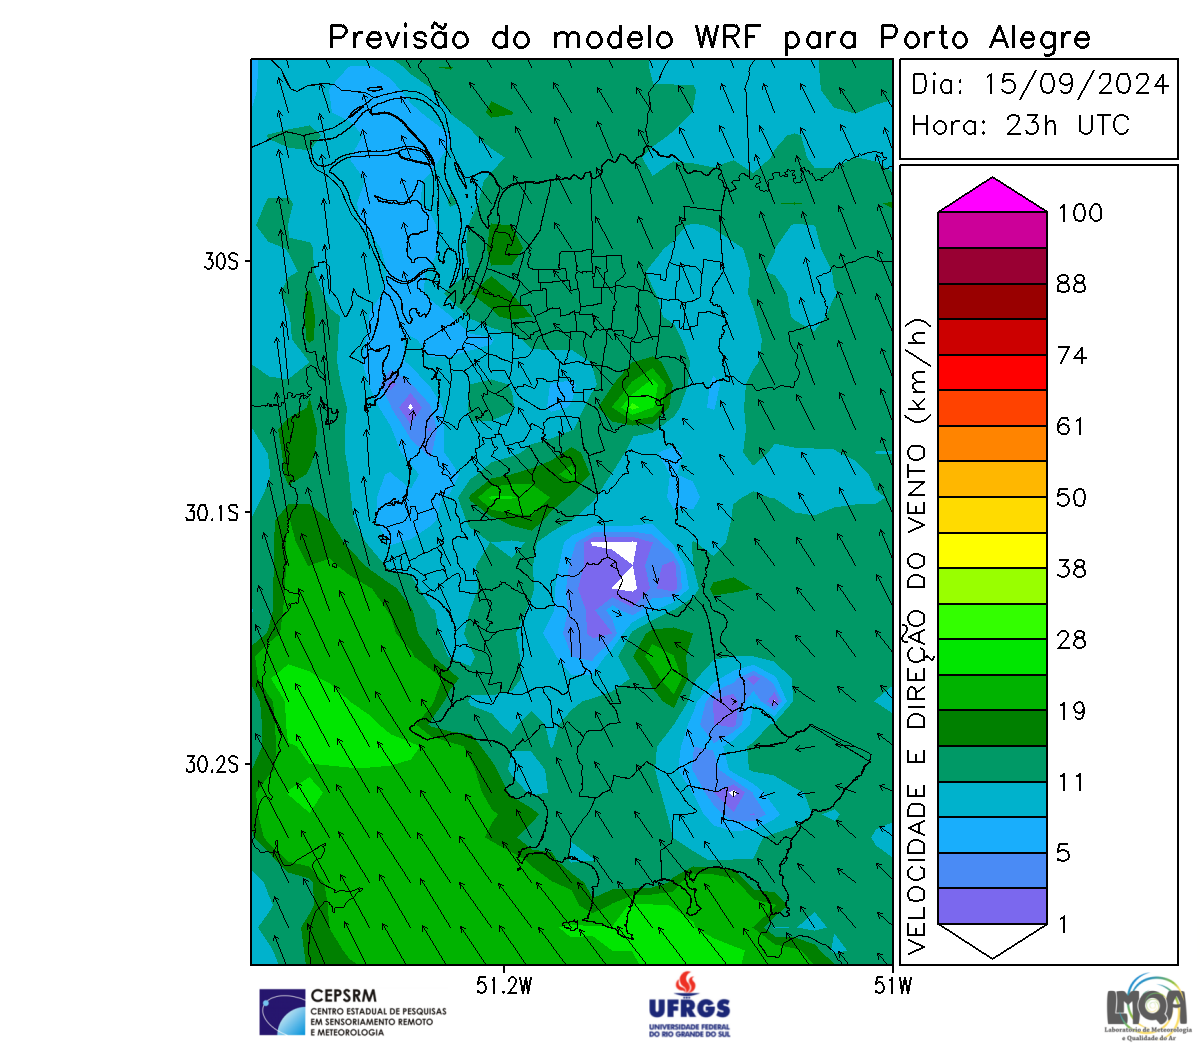 Previsão do modelo WRF para Porto Alegre
Dia: 15/09/2024
Hora: 23h UTC
30S
30.1S
30.2S
51.2W
51W
VELOCIDADE E DIREÇÃO DO VENTO (km/h)
100
88
74
61
50
38
28
19
11
5
1
CEPSRM
CENTRO ESTADUAL DE PESQUISAS
EM SENSORIAMENTO REMOTO
E METEOROLOGIA
UFRGS
UNIVERSIDADE FEDERAL
DO RIO GRANDE DO SUL
LMQA
Laboratório de Meteorologia
e Qualidade do Ar